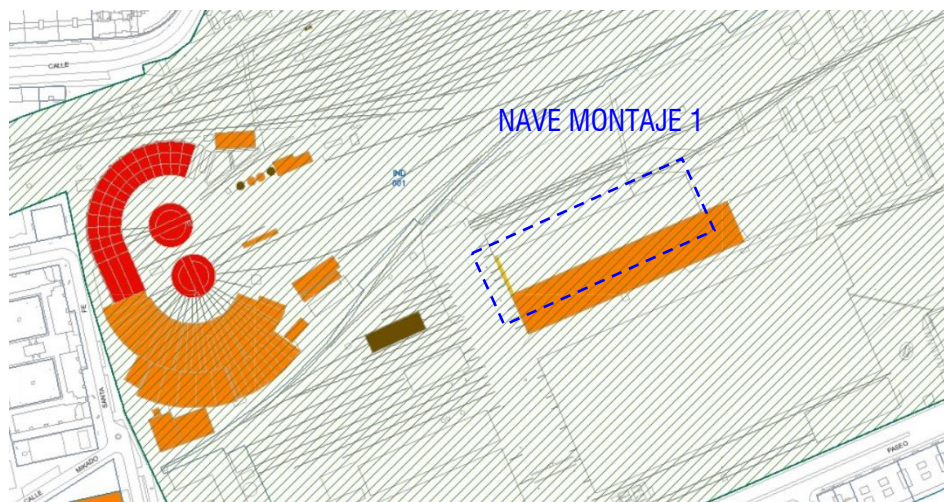 CALLE
NAVE MONTAJE 1
IND
001
FE
SANTA
MIKADO
CALLE
PASEO